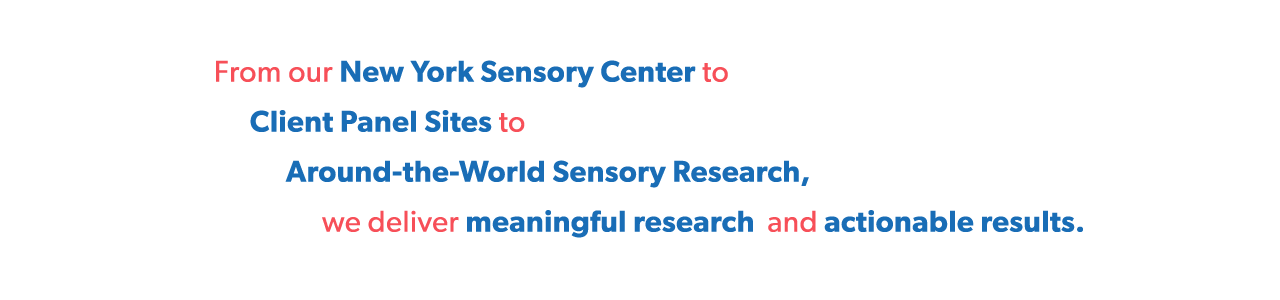 From our New York Sensory Center to
Client Panel Sites to
Around-the-World Sensory Research,
we deliver meaningful research and actionable results.